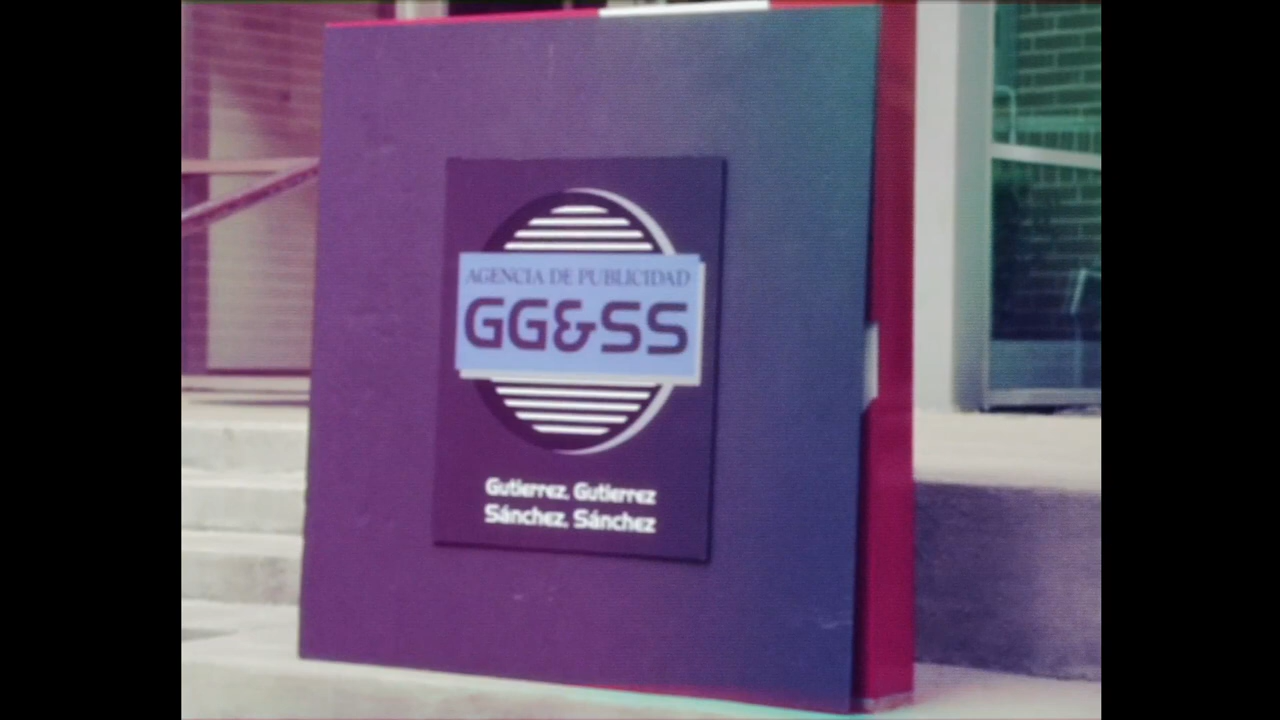 AGENCIA DE PUBLICIDAD
GG&SS
Gutierrez, Gutierrez
Sánchez, Sánchez